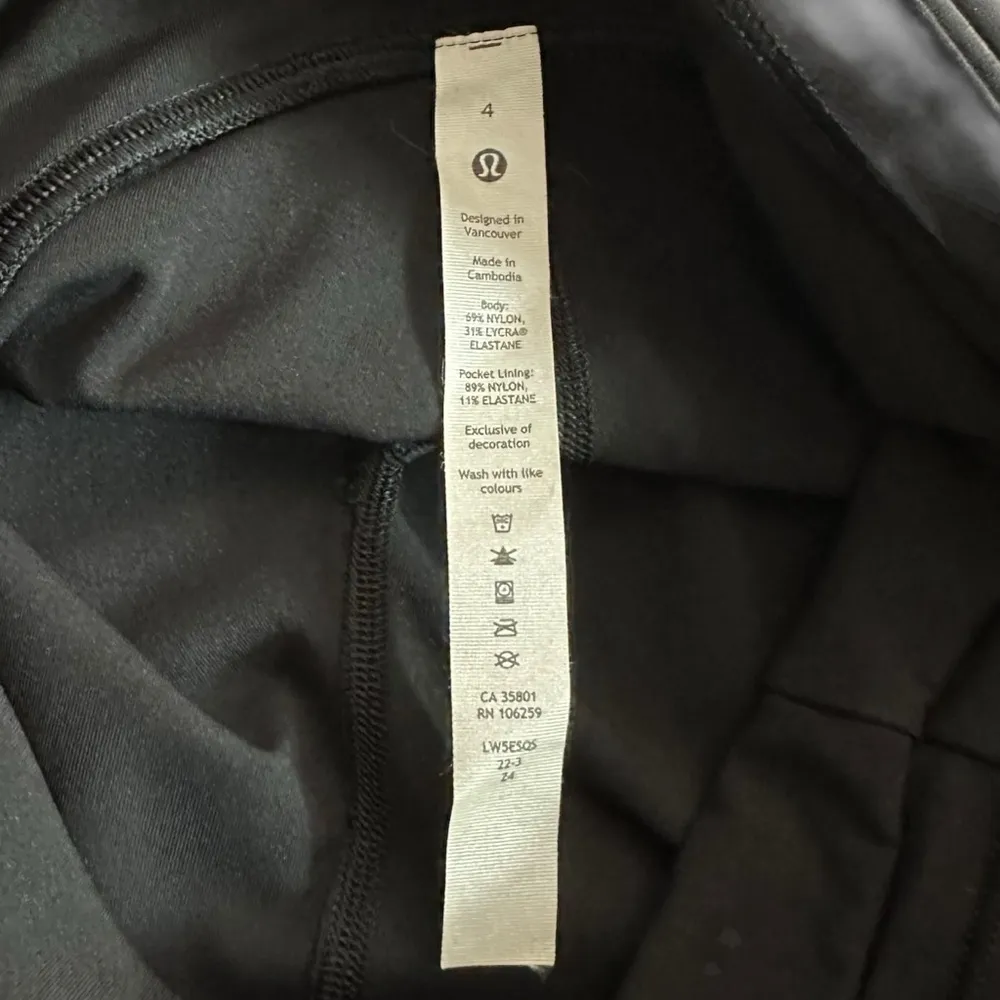 4
Designed in
Vancouver
Made in
Cambodia
Body:
69% NYLON,
31% LYCRA®
ELASTANE
Pocket Lining:
89% NYLON,
11% ELASTANE
Exclusive of
decoration
Wash with like
colours
CA 35801
RN 106259
LW5ESQS
22-3
Z4